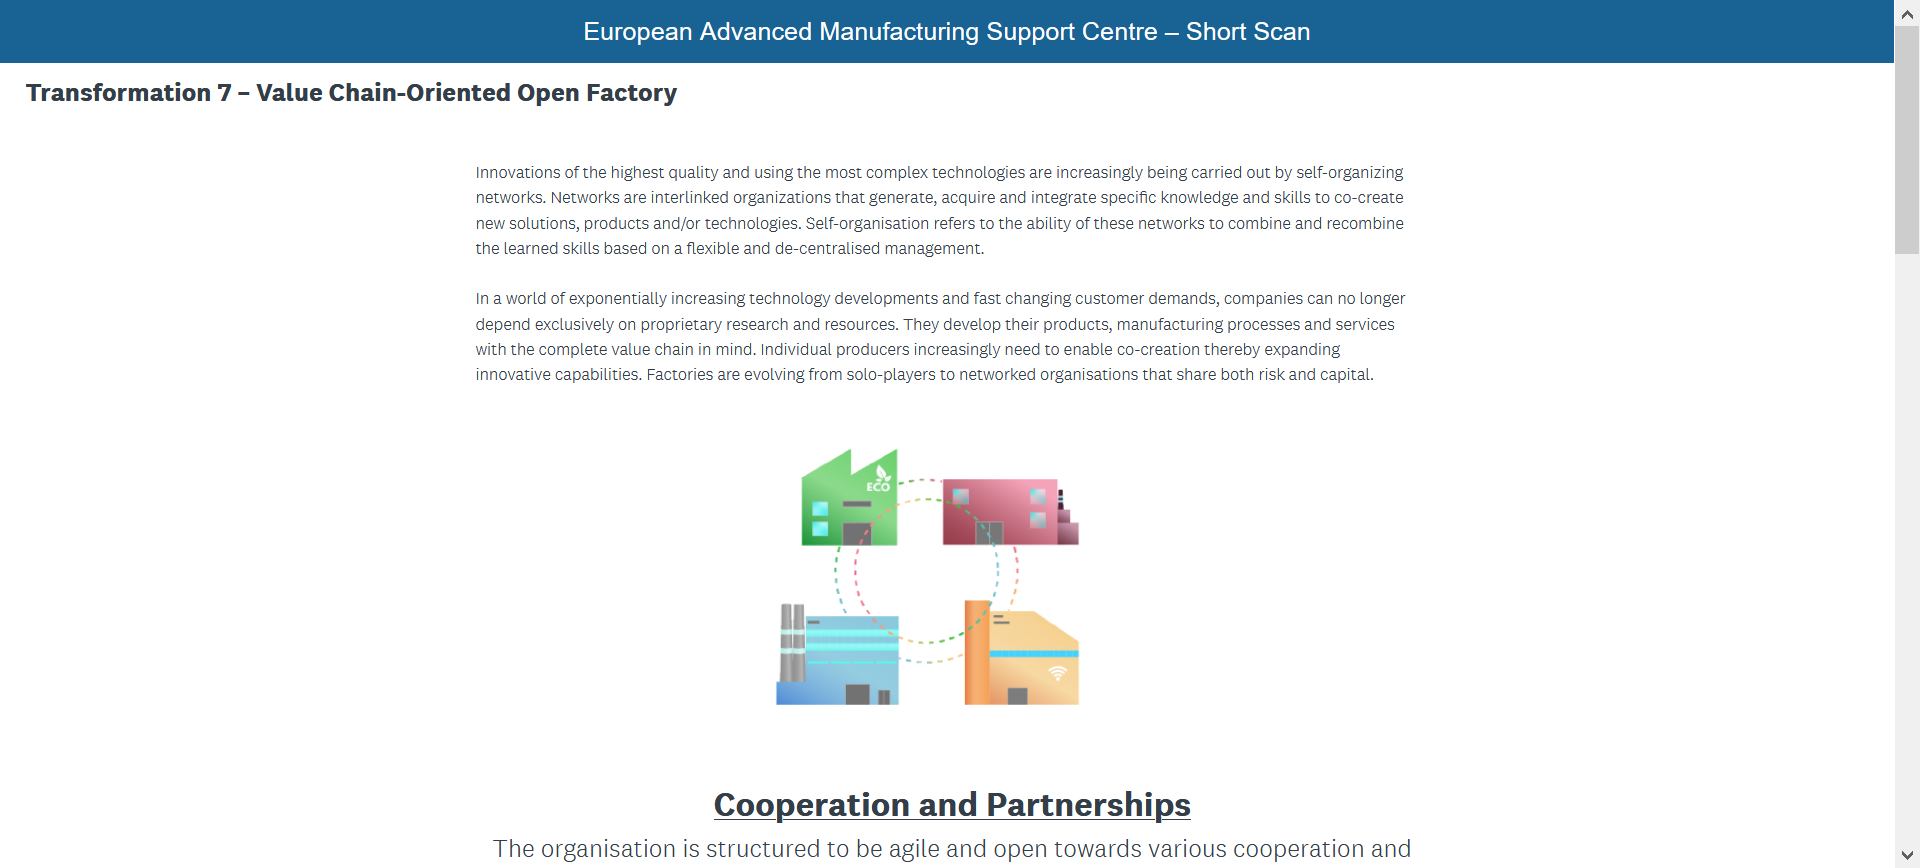 European Advanced Manufacturing Support Centre – Short Scan
Transformation 7 – Value Chain-Oriented Open Factory
Innovations of the highest quality and using the most complex technologies are increasingly being carried out by self-organizing
networks. Networks are interlinked organizations that generate, acquire and integrate specific knowledge and skills to co-create
new solutions, products and/or technologies. Self-organisation refers to the ability of these networks to combine and recombine
the learned skills based on a flexible and de-centralised management.
In a world of exponentially increasing technology developments and fast changing customer demands, companies can no longer
depend exclusively on proprietary research and resources. They develop their products, manufacturing processes and services
with the complete value chain in mind. Individual producers increasingly need to enable co-creation thereby expanding
innovative capabilities. Factories are evolving from solo-players to networked organisations that share both risk and capital.
ECO
Cooperation and Partnerships
The organisation is structured to be agile and open towards various cooperation and